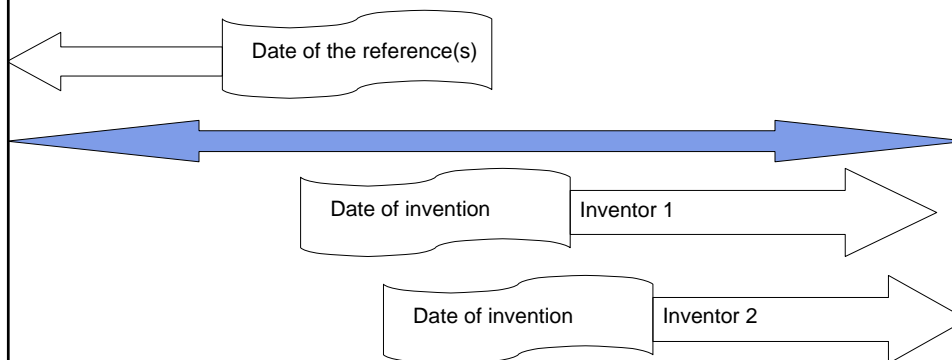 Date of the reference(s)
Date of invention Inventor 1
Date of invention Inventor 2